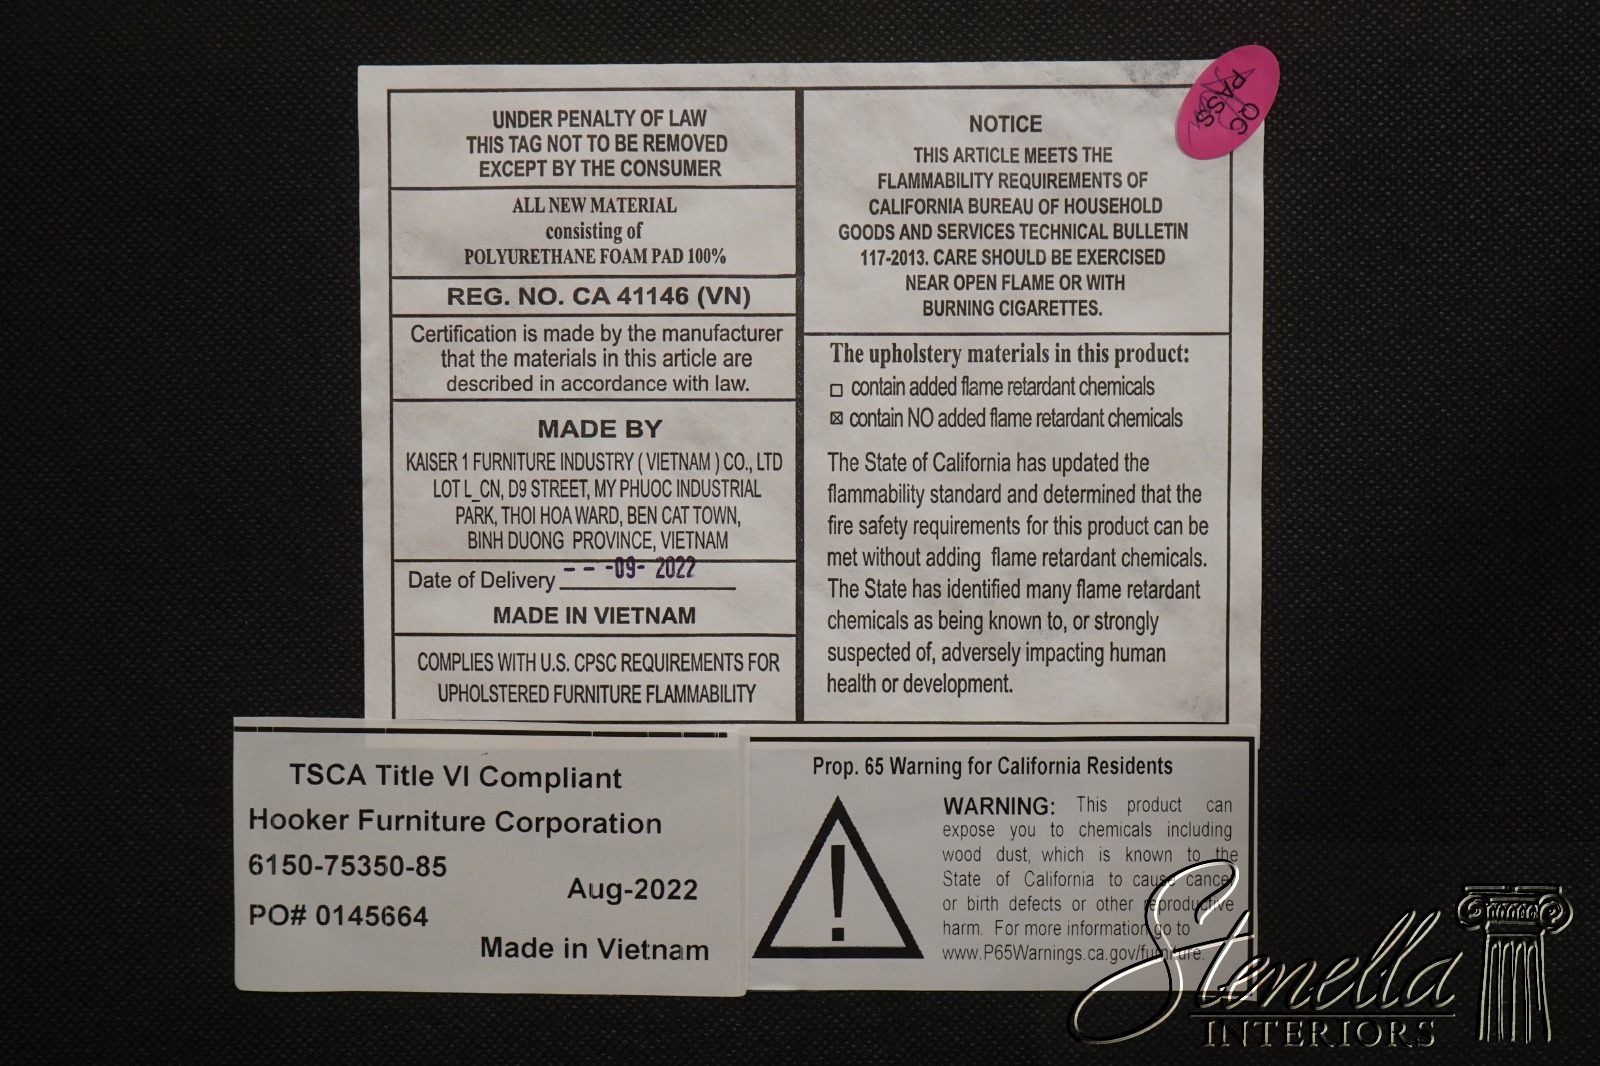 UNDER PENALTY OF LAW
THIS TAG NOT TO BE REMOVED
EXCEPT BY THE CONSUMER
ALL NEW MATERIAL
consisting of
POLYURETHANE FOAM PAD 100%
REG. NO. CA 41146 (VN)
Certification is made by the manufacturer
that the materials in this article are
described in accordance with law.
MADE BY
KAISER 1 FURNITURE INDUSTRY ( VIETNAM ) CO., LTD
LOT L_CN, D9 STREET, MY PHUOC INDUSTRIAL
PARK, THOI HOA WARD, BEN CAT TOWN,
BINH DUONG PROVINCE, VIETNAM
Date of Delivery - - -09- 2022
MADE IN VIETNAM
COMPLIES WITH U.S. CPSC REQUIREMENTS FOR
UPHOLSTERED FURNITURE FLAMMABILITY
NOTICE
THIS ARTICLE MEETS THE
FLAMMABILITY REQUIREMENTS OF
CALIFORNIA BUREAU OF HOUSEHOLD
GOODS AND SERVICES TECHNICAL BULLETIN
117-2013. CARE SHOULD BE EXERCISED
NEAR OPEN FLAME OR WITH
BURNING CIGARETTES.
The upholstery materials in this product:
☐ contain added flame retardant chemicals
☒ contain NO added flame retardant chemicals
The State of California has updated the
flammability standard and determined that the
fire safety requirements for this product can be
met without adding flame retardant chemicals.
The State has identified many flame retardant
chemicals as being known to, or strongly
suspected of, adversely impacting human
health or development.
QC
PASS
TSCA Title VI Compliant
Hooker Furniture Corporation
6150-75350-85
Aug-2022
PO# 0145664
Made in Vietnam
Prop. 65 Warning for California Residents
WARNING: This product can
expose you to chemicals including
wood dust, which is known to the
State of California to cause cancer
or birth defects or other reproductive
harm. For more information go to
www.P65Warnings.ca.gov/furniture.
Stenella
INTERIORS